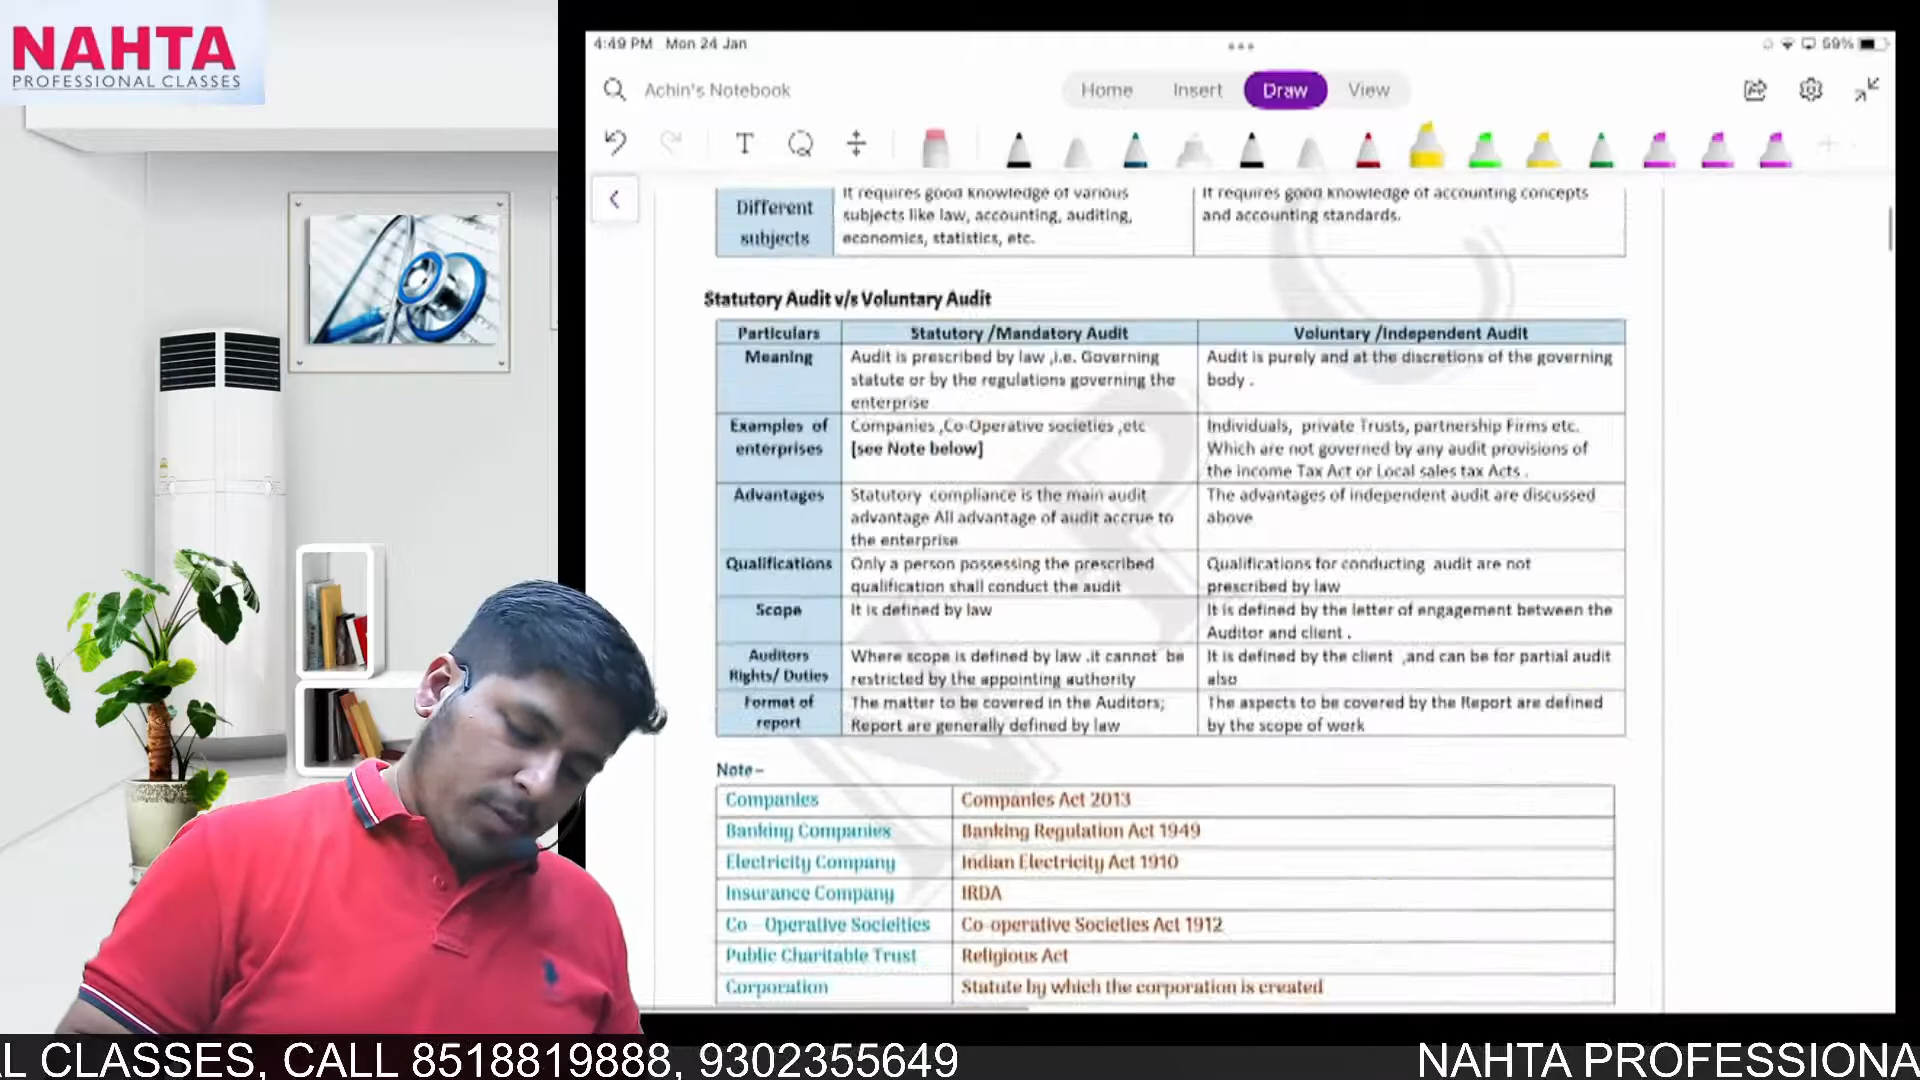 NAHTA
PROFESSIONAL CLASSES
4:49 PM Mon 24 Jan
59%
Achin's Notebook
Home Insert Draw View
Different
subjects
It requires good knowledge of various
subjects like law, accounting, auditing,
economics, statistics, etc.
It requires good knowledge of accounting concepts
and accounting standards.
Statutory Audit v/s Voluntary Audit
Particulars Statutory /Mandatory Audit Voluntary /Independent Audit
Meaning
Audit is prescribed by law ,i.e. Governing
statute or by the regulations governing the
enterprise
Audit is purely and at the discretions of the governing
body .
Examples of
enterprises
Companies ,Co-Operative societies ,etc
[see Note below]
Individuals, private Trusts, partnership Firms etc.
Which are not governed by any audit provisions of
the income Tax Act or Local sales tax Acts .
Advantages
Statutory compliance is the main audit
advantage All advantage of audit accrue to
the enterprise
The advantages of independent audit are discussed
above
Qualifications
Only a person possessing the prescribed
qualification shall conduct the audit
Qualifications for conducting audit are not
prescribed by law
Scope
It is defined by law
It is defined by the letter of engagement between the
Auditor and client .
Auditors
Rights/ Duties
Where scope is defined by law .it cannot be
restricted by the appointing authority
It is defined by the client ,and can be for partial audit
also
Format of
report
The matter to be covered in the Auditors;
Report are generally defined by law
The aspects to be covered by the Report are defined
by the scope of work
Note–
Companies Companies Act 2013
Banking Companies Banking Regulation Act 1949
Electricity Company Indian Electricity Act 1910
Insurance Company IRDA
Co – Operative Socieities Co-operative Societies Act 1912
Public Charitable Trust Religious Act
Corporation Statute by which the corporation is created
NPC
L CLASSES, CALL 8518819888, 9302355649 NAHTA PROFESSIONA